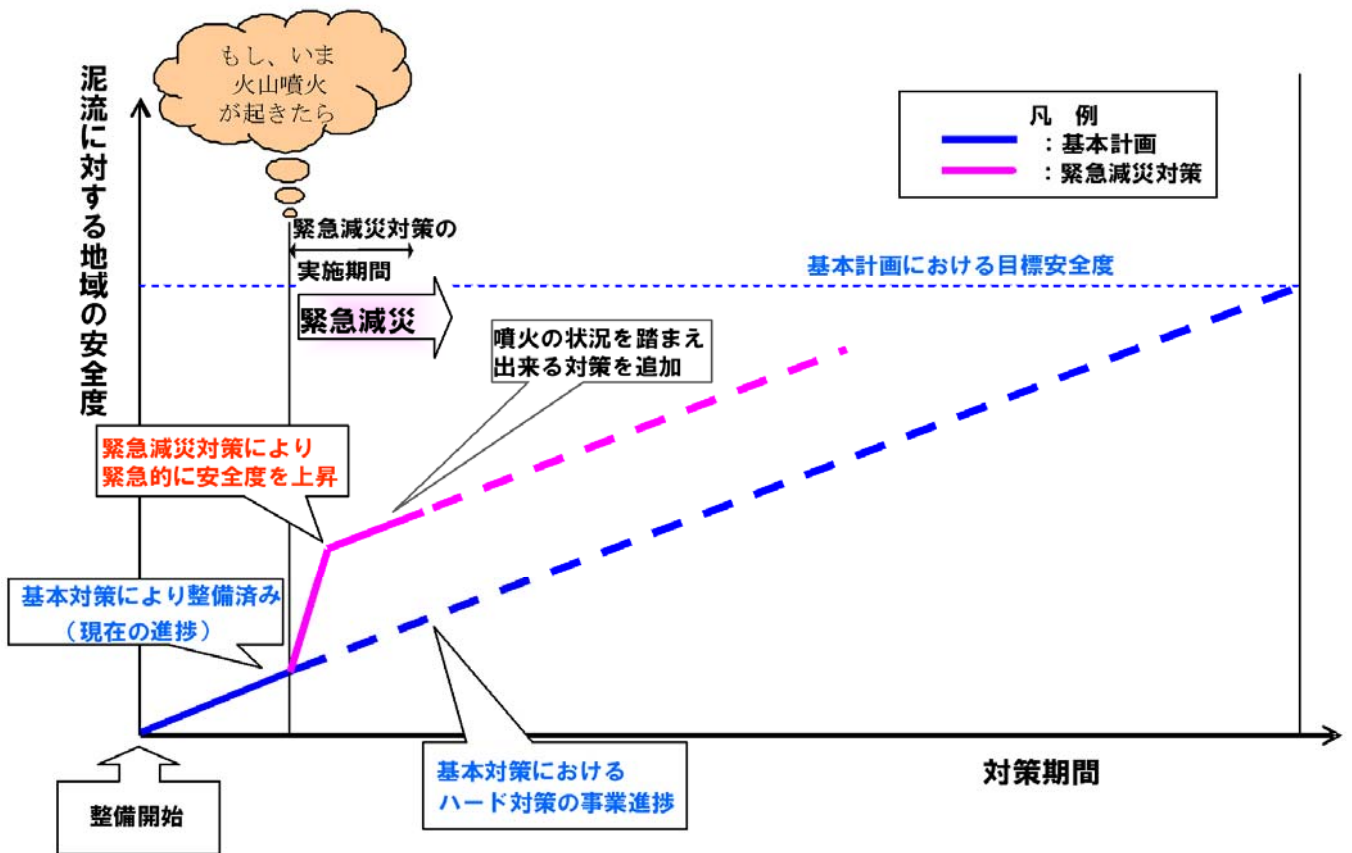 もし、いま
火山噴火
が起きたら
泥流に対する地域の安全度
凡 例
：基本計画
：緊急減災対策
緊急減災対策の
実施期間
緊急減災
基本計画における目標安全度
噴火の状況を踏まえ
出来る対策を追加
緊急減災対策により
緊急的に安全度を上昇
基本対策により整備済み
（現在の進捗）
基本対策における
ハード対策の事業進捗
対策期間
整備開始